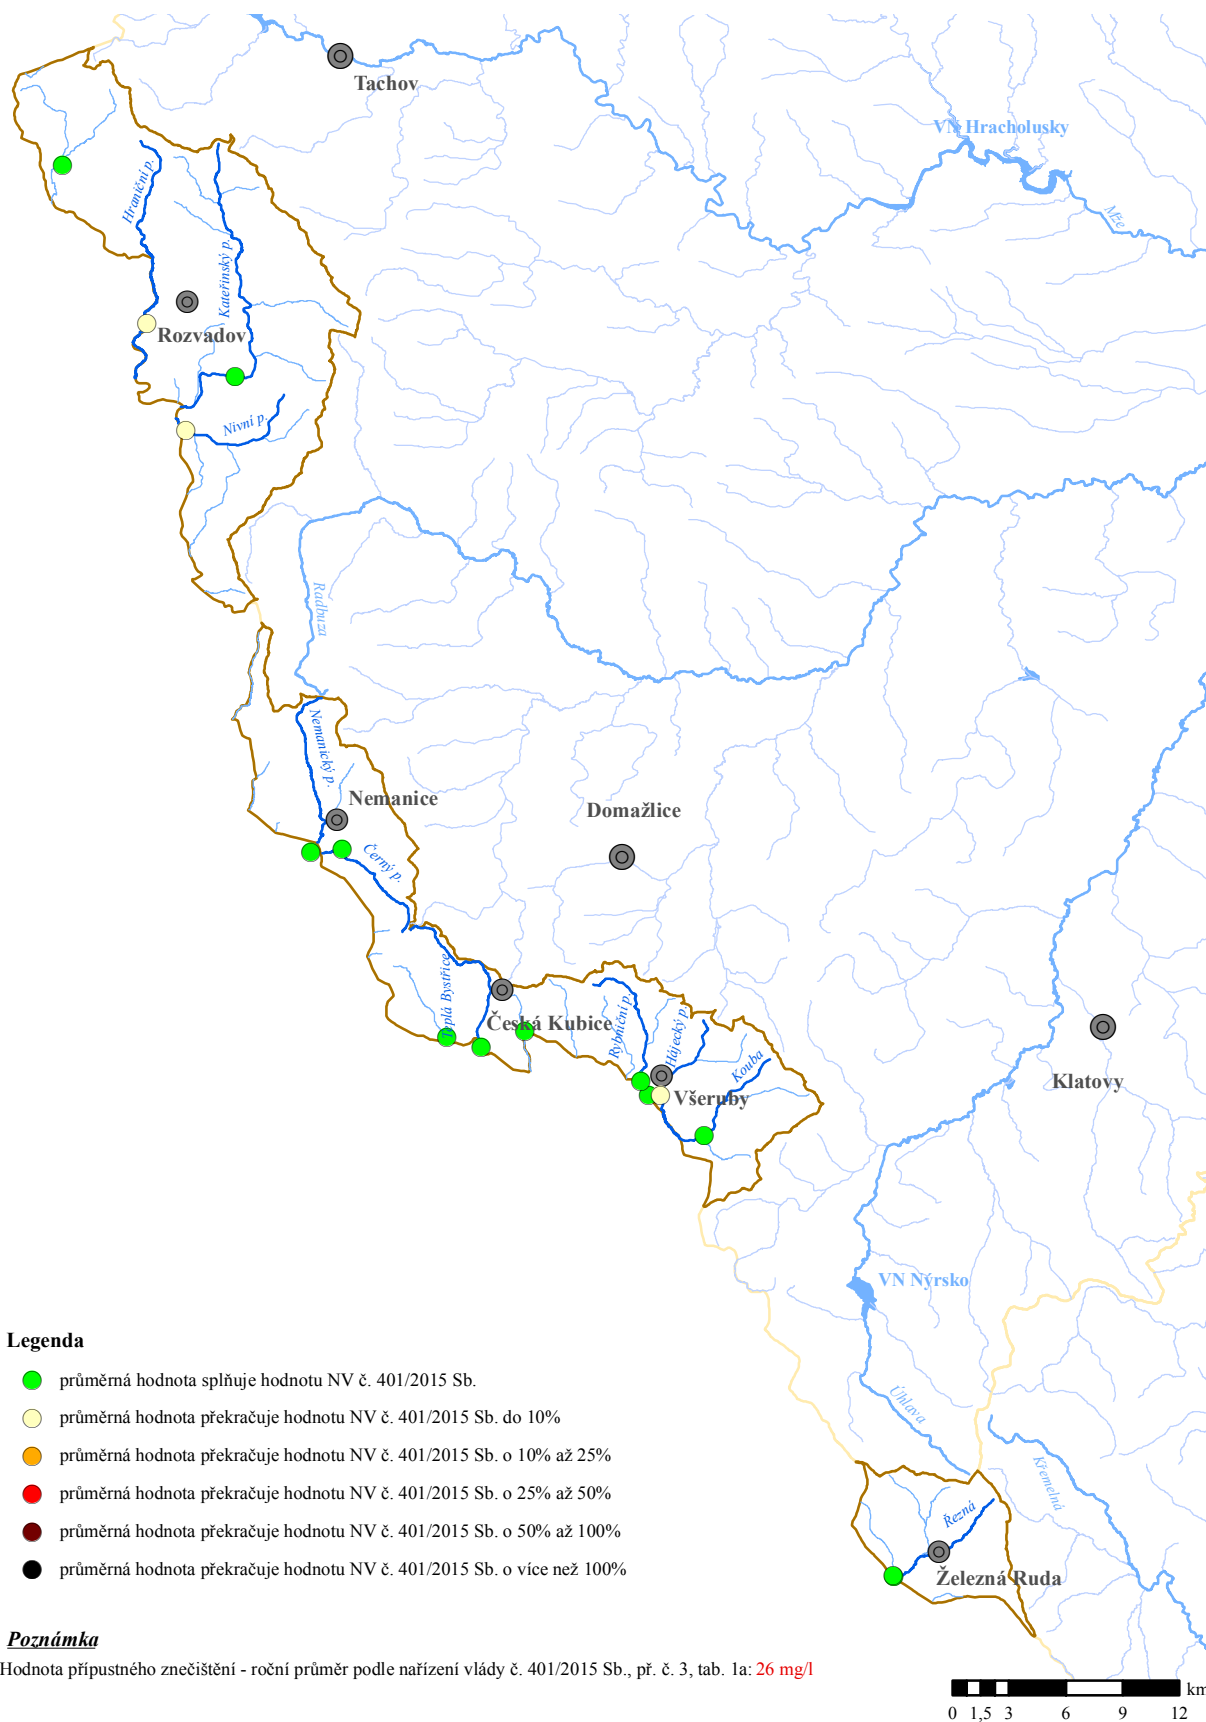 Tachov
VN Hracholusky
Mže
Hraniční p.
Kateřinský p.
Rozvadov
Nivní p.
Radbuza
Nemanický p.
Nemanice
Domažlice
Černý p.
Teplá Bystřice
Česká Kubice
Rybniční p.
Hájecký p.
Kouba
Všeruby
Klatovy
VN Nýrsko
Úhlava
Křemelná
Řezná
Železná Ruda
Legenda
průměrná hodnota splňuje hodnotu NV č. 401/2015 Sb.
průměrná hodnota překračuje hodnotu NV č. 401/2015 Sb. do 10%
průměrná hodnota překračuje hodnotu NV č. 401/2015 Sb. o 10% až 25%
průměrná hodnota překračuje hodnotu NV č. 401/2015 Sb. o 25% až 50%
průměrná hodnota překračuje hodnotu NV č. 401/2015 Sb. o 50% až 100%
průměrná hodnota překračuje hodnotu NV č. 401/2015 Sb. o více než 100%
Poznámka
Hodnota přípustného znečištění - roční průměr podle nařízení vlády č. 401/2015 Sb., př. č. 3, tab. 1a: 26 mg/l
km
0 1,5 3 6 9 12